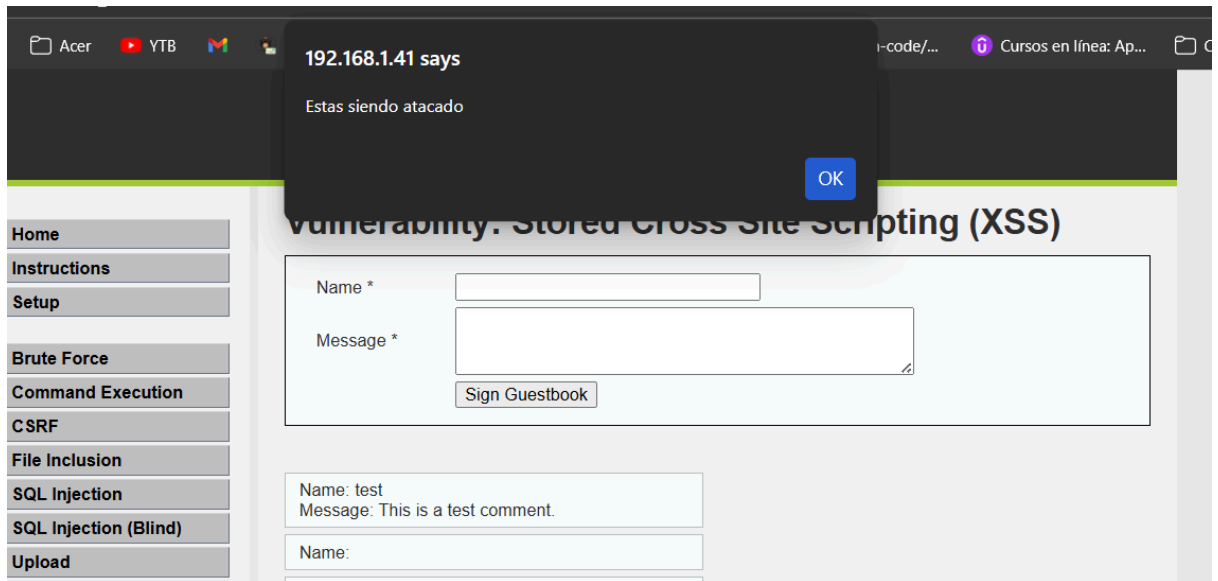 Acer
YTB
n-code/...
Cursos en línea: Ap...
192.168.1.41 says
Estas siendo atacado
OK
Vulnerability: Stored Cross Site Scripting (XSS)
Home
Instructions
Setup
Brute Force
Command Execution
CSRF
File Inclusion
SQL Injection
SQL Injection (Blind)
Upload
Name *
Message *
Sign Guestbook
Name: test
Message: This is a test comment.
Name: